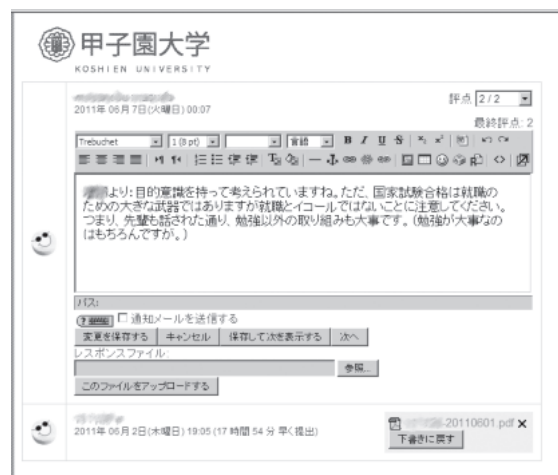 甲子園大学
KOSHIEN UNIVERSITY
2011年 06月 7日(火曜日) 00:07
評点 2 / 2
最終評点: 2
Trebuchet 1 (8 pt) 言語 B I U S
パス:
より: 目的意識を持って考えられていますね。ただ、国家試験合格は就職の
ための大きな武器ではありますが就職とイコールではないことに注意してください。
つまり、先輩も話された通り、勉強以外の取り組みも大事です。(勉強が大事なの
はもちろんですが。)
通知メールを送信する
変更を保存する キャンセル 保存して次を表示する 次へ
レスポンスファイル:
参照...
このファイルをアップロードする
2011年 06月 2日(木曜日) 19:05 (17 時間 54 分 早く提出)
-20110601.pdf
下書きに戻す